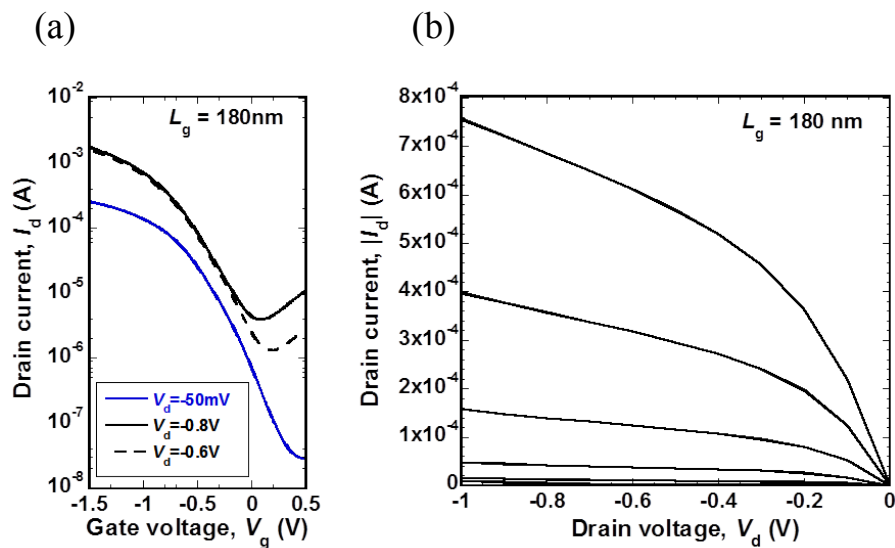 (a)
(b)
L_g = 180nm
10^-2
10^-3
10^-4
10^-5
10^-6
10^-7
10^-8
Drain current, I_d (A)
V_d=-50mV
V_d=-0.8V
V_d=-0.6V
-1.5 -1 -0.5 0 0.5
Gate voltage, V_g (V)
L_g = 180 nm
8x10^-4
7x10^-4
6x10^-4
5x10^-4
4x10^-4
3x10^-4
2x10^-4
1x10^-4
0
Drain current, |I_d| (A)
-1 -0.8 -0.6 -0.4 -0.2 0
Drain voltage, V_d (V)